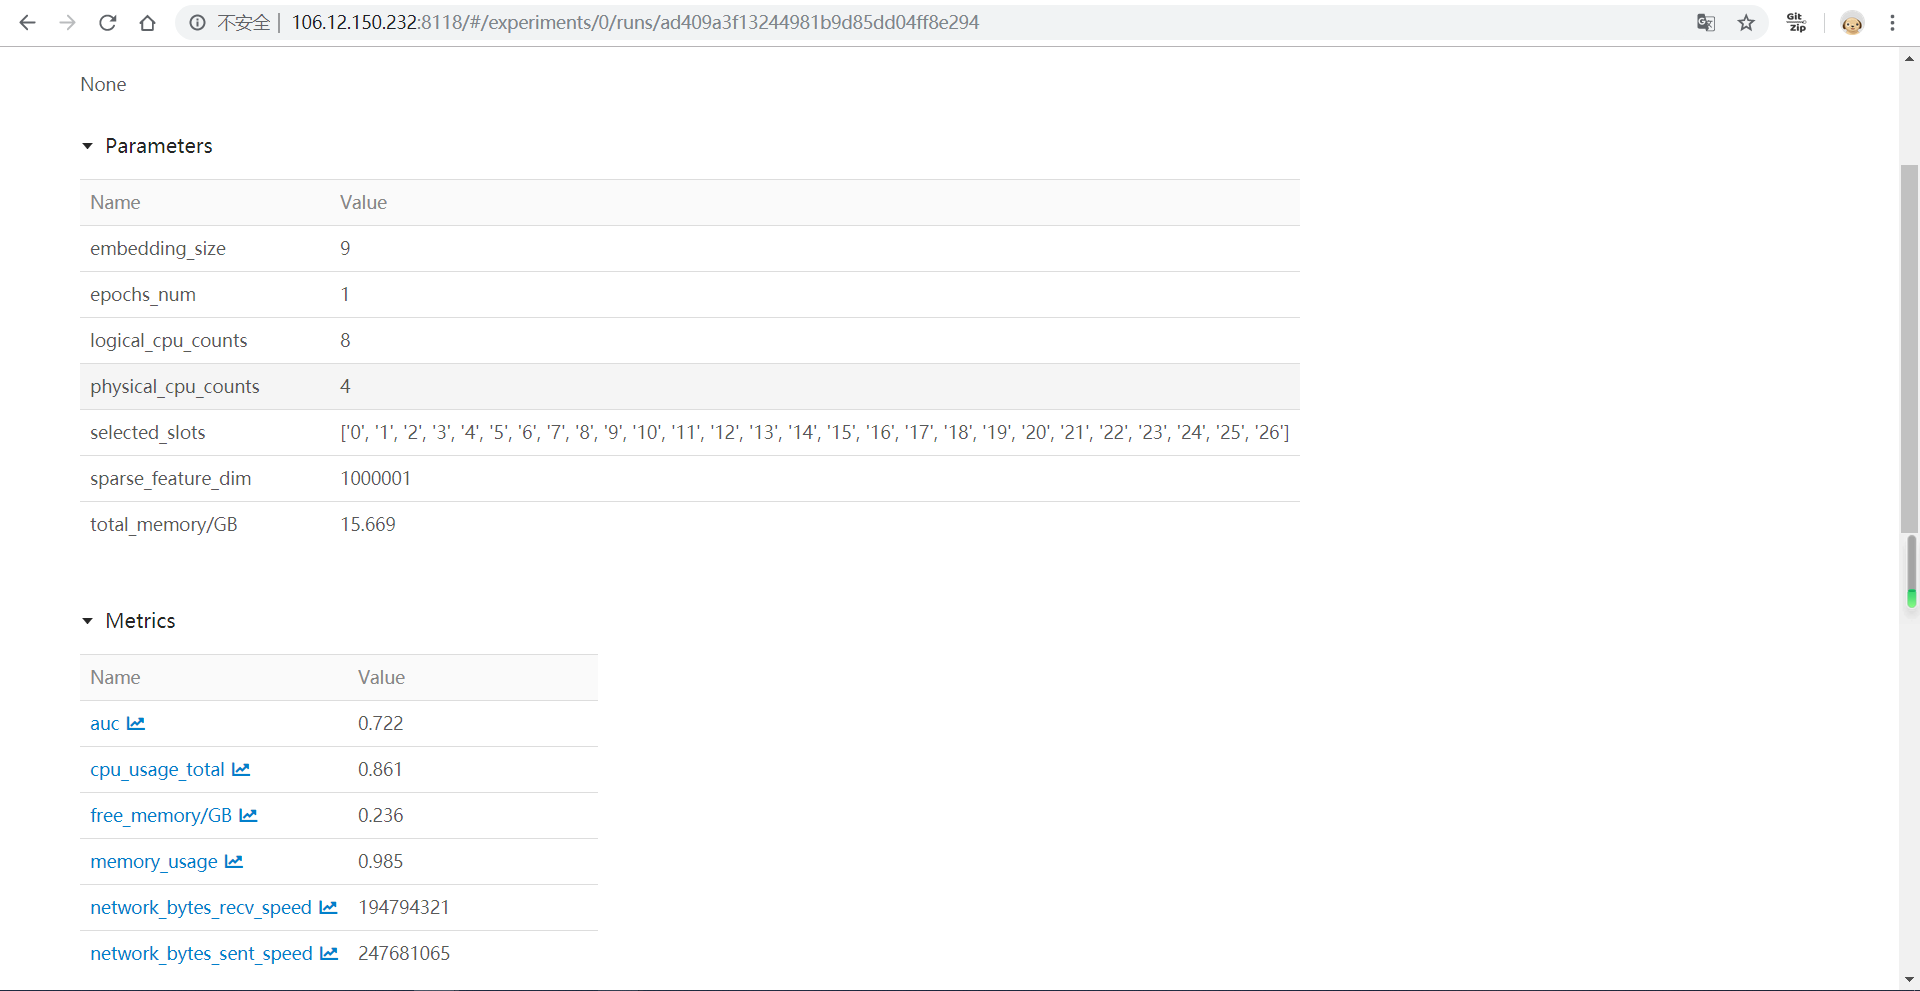 不安全 | 106.12.150.232:8118/#/experiments/0/runs/ad409a3f13244981b9d85dd04ff8e294
Git Zip
None
Parameters
Name Value
embedding_size 9
epochs_num 1
logical_cpu_counts 8
physical_cpu_counts 4
selected_slots ['0', '1', '2', '3', '4', '5', '6', '7', '8', '9', '10', '11', '12', '13', '14', '15', '16', '17', '18', '19', '20', '21', '22', '23', '24', '25', '26']
sparse_feature_dim 1000001
total_memory/GB 15.669
Metrics
Name Value
auc 0.722
cpu_usage_total 0.861
free_memory/GB 0.236
memory_usage 0.985
network_bytes_recv_speed 194794321
network_bytes_sent_speed 247681065